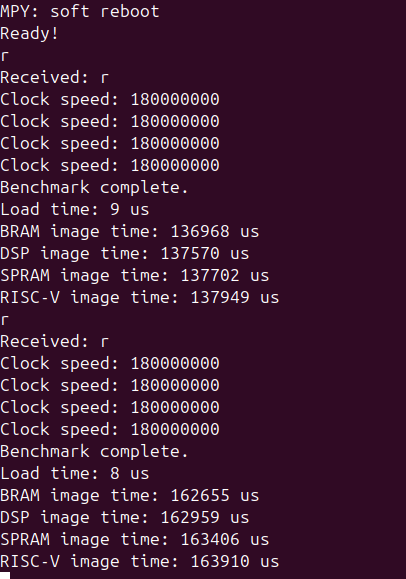 MPY: soft reboot
Ready!
r
Received: r
Clock speed: 180000000
Clock speed: 180000000
Clock speed: 180000000
Clock speed: 180000000
Benchmark complete.
Load time: 9 us
BRAM image time: 136968 us
DSP image time: 137570 us
SPRAM image time: 137702 us
RISC-V image time: 137949 us
r
Received: r
Clock speed: 180000000
Clock speed: 180000000
Clock speed: 180000000
Clock speed: 180000000
Benchmark complete.
Load time: 8 us
BRAM image time: 162655 us
DSP image time: 162959 us
SPRAM image time: 163406 us
RISC-V image time: 163910 us